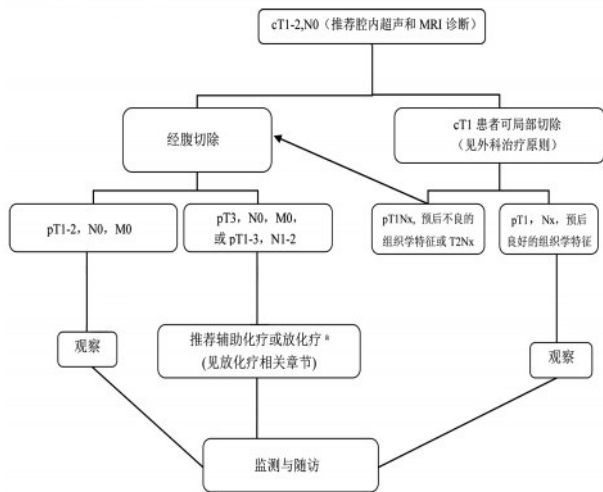 cT1-2,N0（推荐腔内超声和 MRI 诊断）
经腹切除
cT1 患者可局部切除
（见外科治疗原则）
pT1-2，N0，M0
pT3，N0，M0，
或 pT1-3，N1-2
pT1Nx, 预后不良的
组织学特征或 T2Nx
pT1，Nx，预后
良好的组织学特征
观察
推荐辅助化疗或放化疗 a
(见放化疗相关章节)
观察
监测与随访